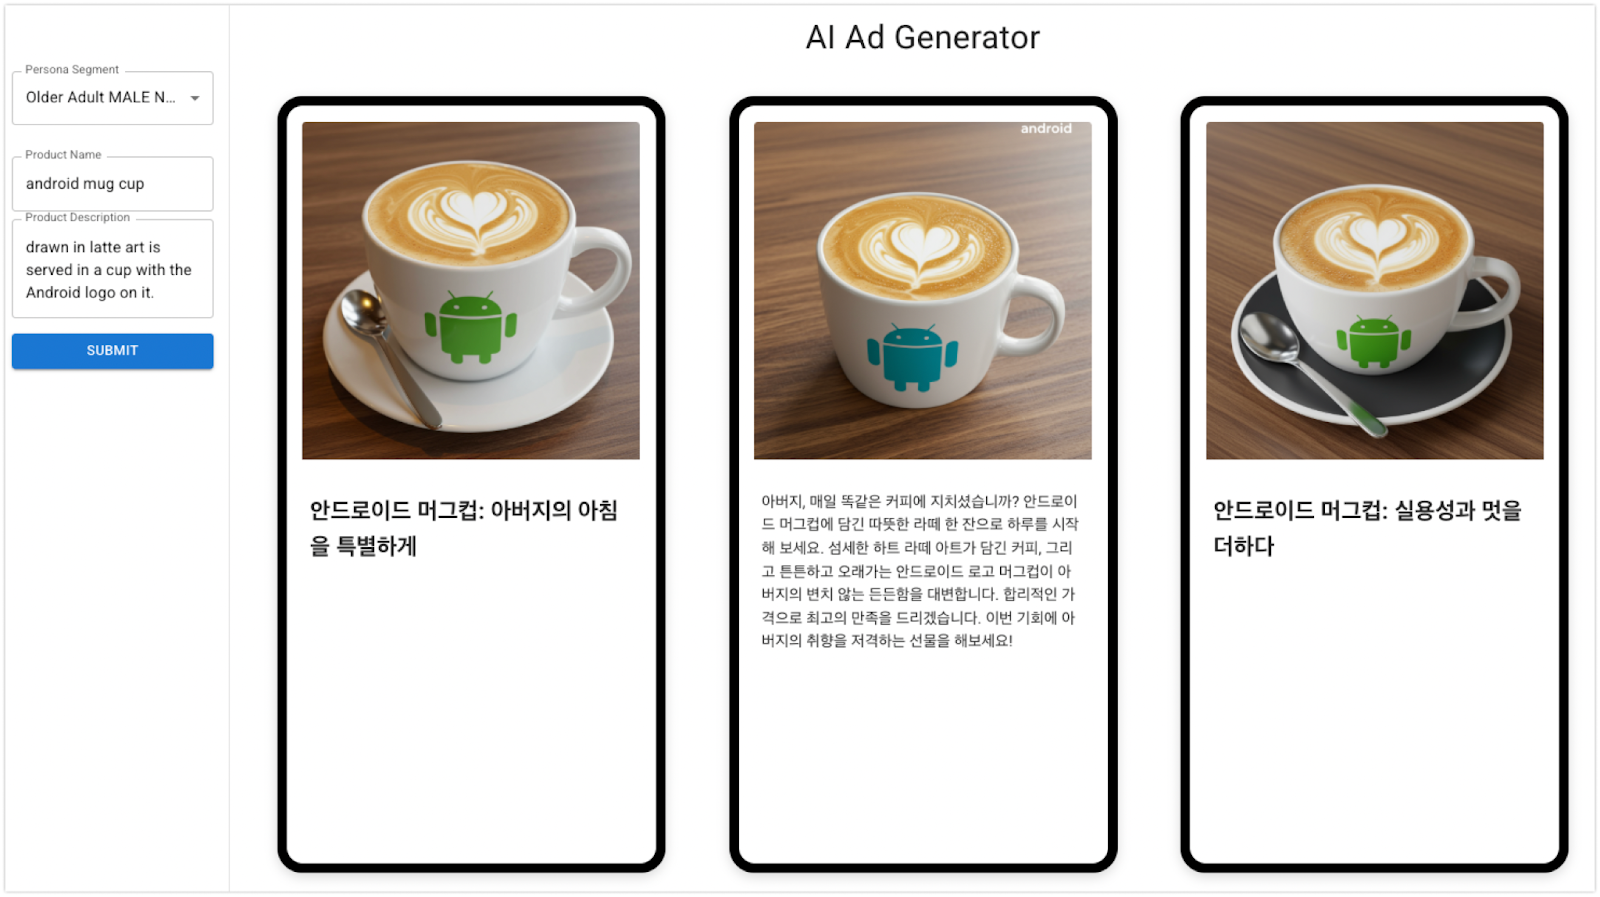 AI Ad Generator
Persona Segment
Older Adult MALE N...
Product Name
android mug cup
Product Description
drawn in latte art is
served in a cup with the
Android logo on it.
SUBMIT
안드로이드 머그컵: 아버지의 아침
을 특별하게
android
아버지, 매일 똑같은 커피에 지치셨습니까? 안드로이
드 머그컵에 담긴 따뜻한 라떼 한 잔으로 하루를 시작
해 보세요. 섬세한 하트 라떼 아트가 담긴 커피, 그리
고 튼튼하고 오래가는 안드로이드 로고 머그컵이 아
버지의 변치 않는 든든함을 대변합니다. 합리적인 가
격으로 최고의 만족을 드리겠습니다. 이번 기회에 아
버지의 취향을 저격하는 선물을 해보세요!
안드로이드 머그컵: 실용성과 멋을
더하다